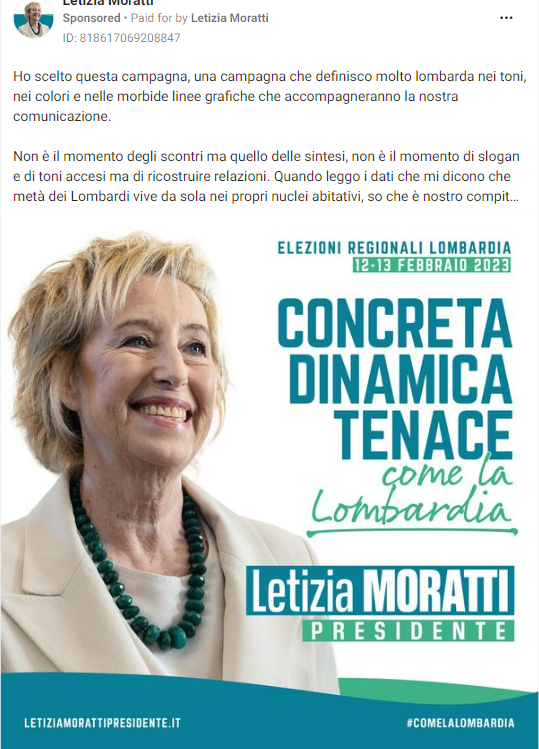 Letizia Moratti
Sponsored • Paid for by Letizia Moratti
ID: 818617069208847
Ho scelto questa campagna, una campagna che definisco molto lombarda nei toni,
nei colori e nelle morbide linee grafiche che accompagneranno la nostra
comunicazione.
Non è il momento degli scontri ma quello delle sintesi, non è il momento di slogan
e di toni accesi ma di ricostruire relazioni. Quando leggo i dati che mi dicono che
metà dei Lombardi vive da sola nei propri nuclei abitativi, so che è nostro compit...
ELEZIONI REGIONALI LOMBARDIA
12-13 FEBBRAIO 2023
CONCRETA
DINAMICA
TENACE
come la
Lombardia
Letizia MORATTI
PRESIDENTE
LETIZIAMORATTIPRESIDENTE.IT
#COMELALOMBARDIA